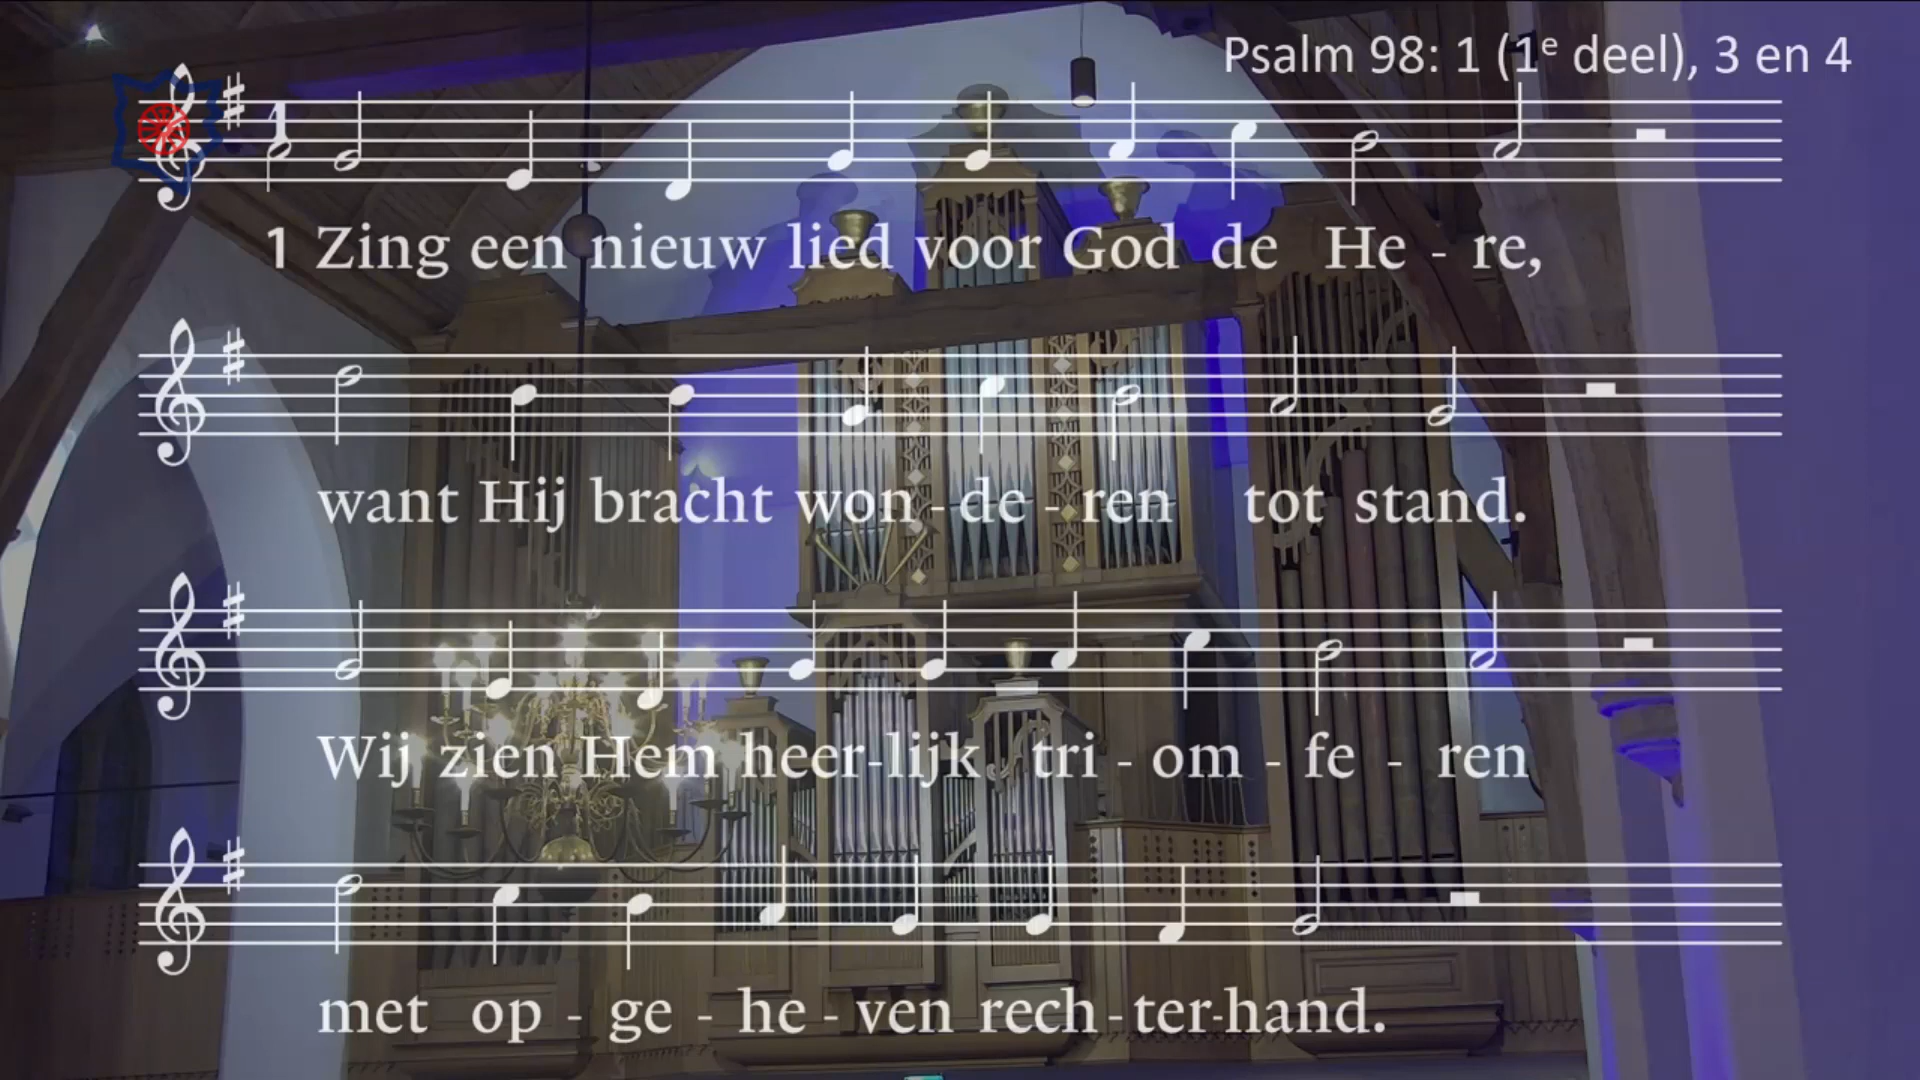 Psalm 98: 1 (1e deel), 3 en 4
1 Zing een nieuw lied voor God de He - re,
want Hij bracht won - de - ren tot stand.
Wij zien Hem heer-lijk tri - om - fe - ren
met op - ge - he - ven rech - ter-hand.